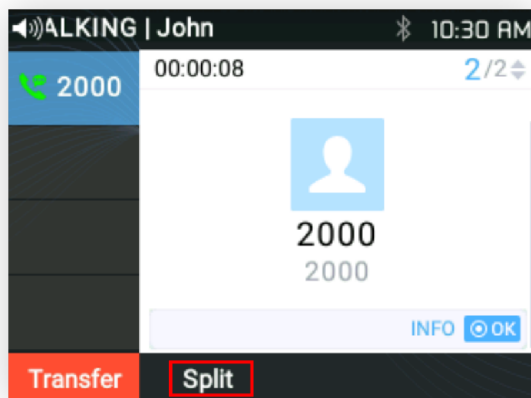 ALKING | John 10:30 AM
2000 00:00:08 2/2
2000
2000
INFO OK
Transfer Split